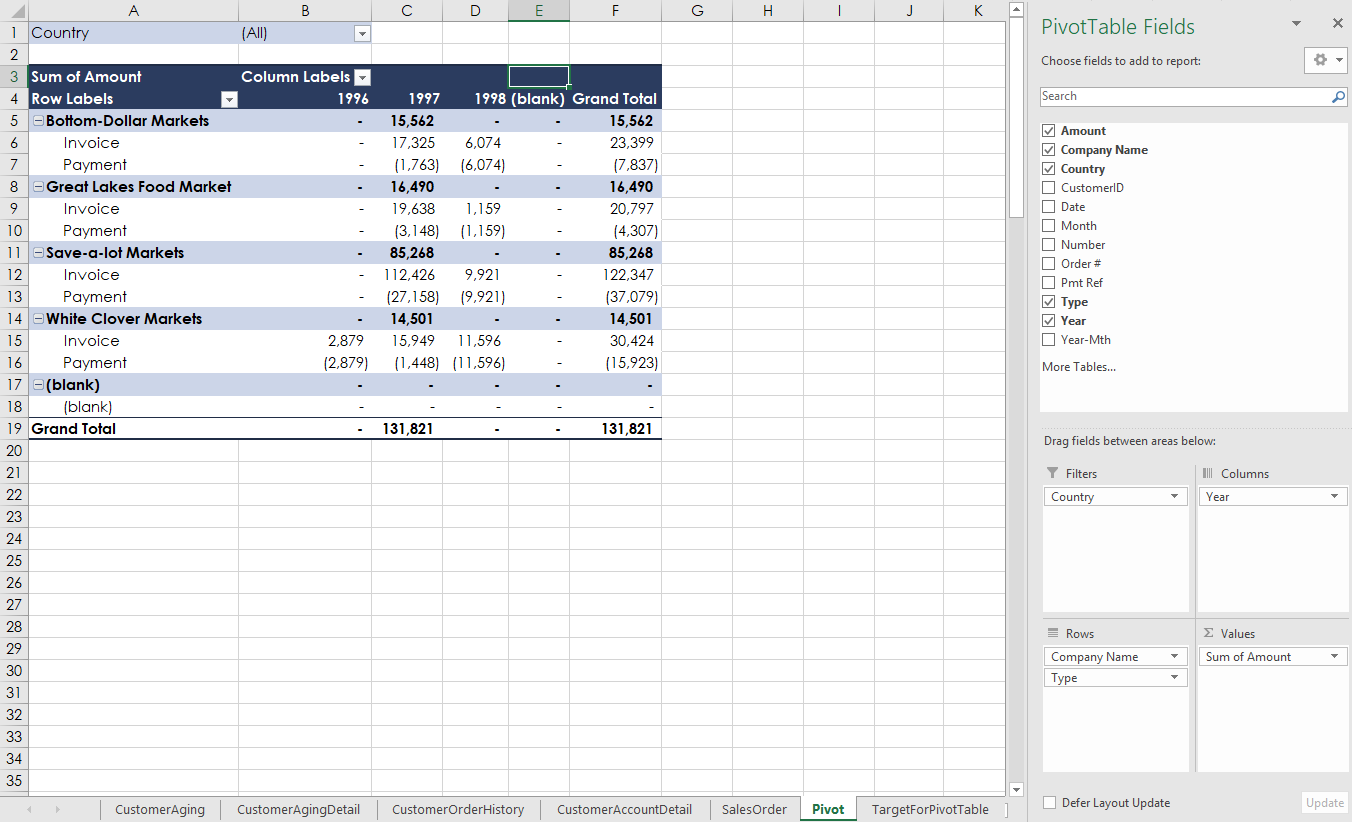 A B C D E F G H I J K
1 Country (All)
2
3 Sum of Amount Column Labels
4 Row Labels 1996 1997 1998 (blank) Grand Total
5 Bottom-Dollar Markets - 15,562 - - 15,562
6 Invoice - 17,325 6,074 - 23,399
7 Payment - (1,763) (6,074) - (7,837)
8 Great Lakes Food Market - 16,490 - - 16,490
9 Invoice - 19,638 1,159 - 20,797
10 Payment - (3,148) (1,159) - (4,307)
11 Save-a-lot Markets - 85,268 - - 85,268
12 Invoice - 112,426 9,921 - 122,347
13 Payment - (27,158) (9,921) - (37,079)
14 White Clover Markets - 14,501 - - 14,501
15 Invoice 2,879 15,949 11,596 - 30,424
16 Payment (2,879) (1,448) (11,596) - (15,923)
17 (blank) - - - - -
18 (blank) - - - - -
19 Grand Total - 131,821 - - 131,821
20
21
22
23
24
25
26
27
28
29
30
31
32
33
34
35
CustomerAging CustomerAgingDetail CustomerOrderHistory CustomerAccountDetail SalesOrder Pivot TargetForPivotTable
PivotTable Fields
Choose fields to add to report:
Search
Amount
Company Name
Country
CustomerID
Date
Month
Number
Order #
Pmt Ref
Type
Year
Year-Mth
More Tables...
Drag fields between areas below:
Filters Columns
Country Year
Rows Σ Values
Company Name Sum of Amount
Type
Defer Layout Update Update